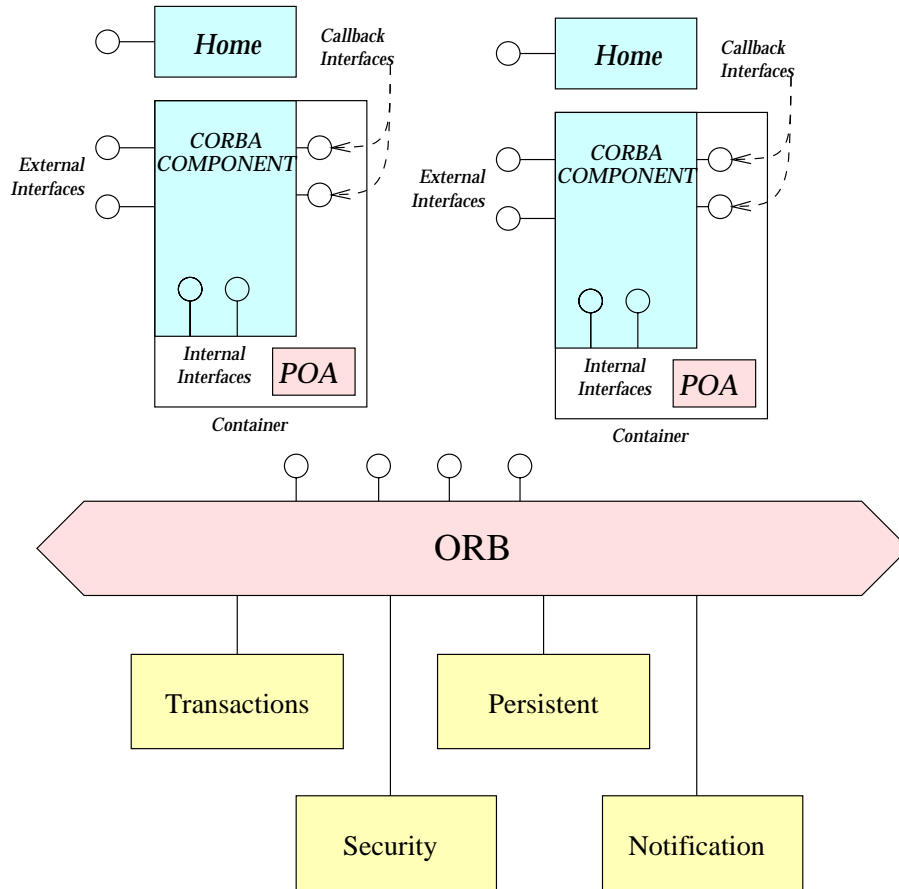 Home
Callback
Interfaces
CORBA
COMPONENT
External
Interfaces
Internal
Interfaces
POA
Container
Home
Callback
Interfaces
CORBA
COMPONENT
External
Interfaces
Internal
Interfaces
POA
Container
ORB
Transactions
Persistent
Security
Notification